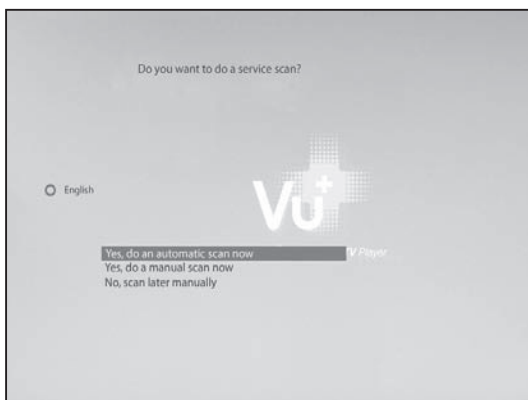 Do you want to do a service scan?
English
Vu+
Yes, do an automatic scan now
TV Player
Yes, do a manual scan now
No, scan later manually